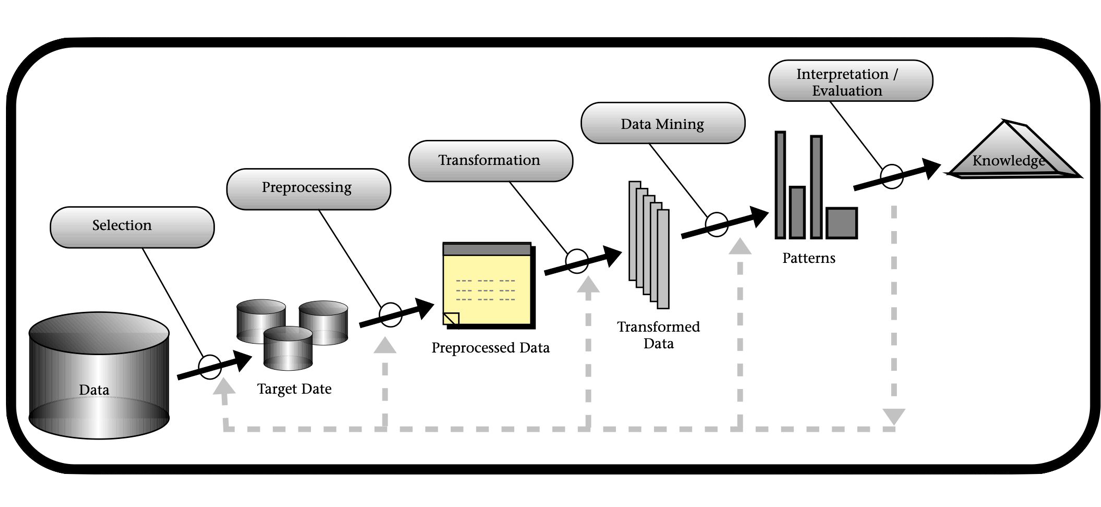 Interpretation /
Evaluation
Data Mining
Transformation
Preprocessing
Selection
Knowledge
Patterns
Transformed
Data
Preprocessed Data
Target Date
Data